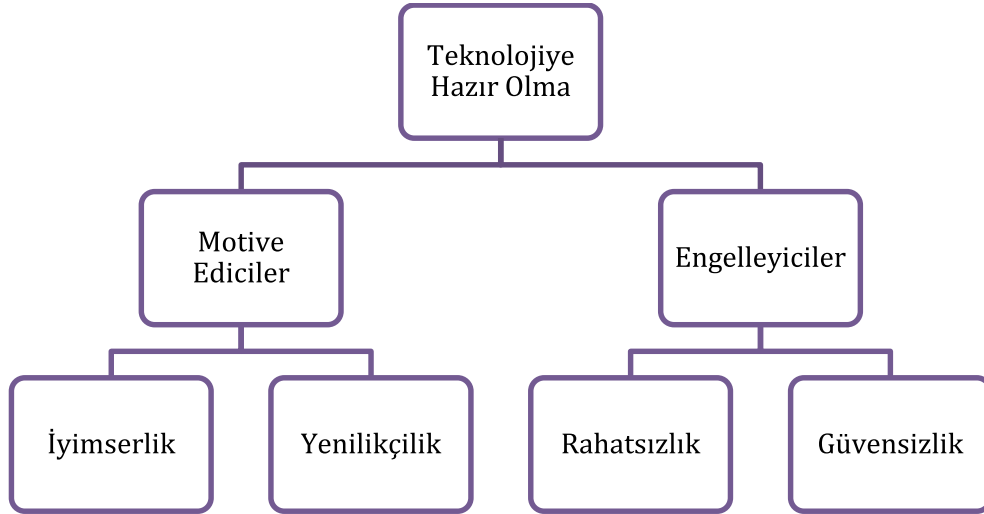 Teknolojiye
Hazır Olma
Motive
Ediciler
Engelleyiciler
İyimserlik
Yenilikçilik
Rahatsızlık
Güvensizlik